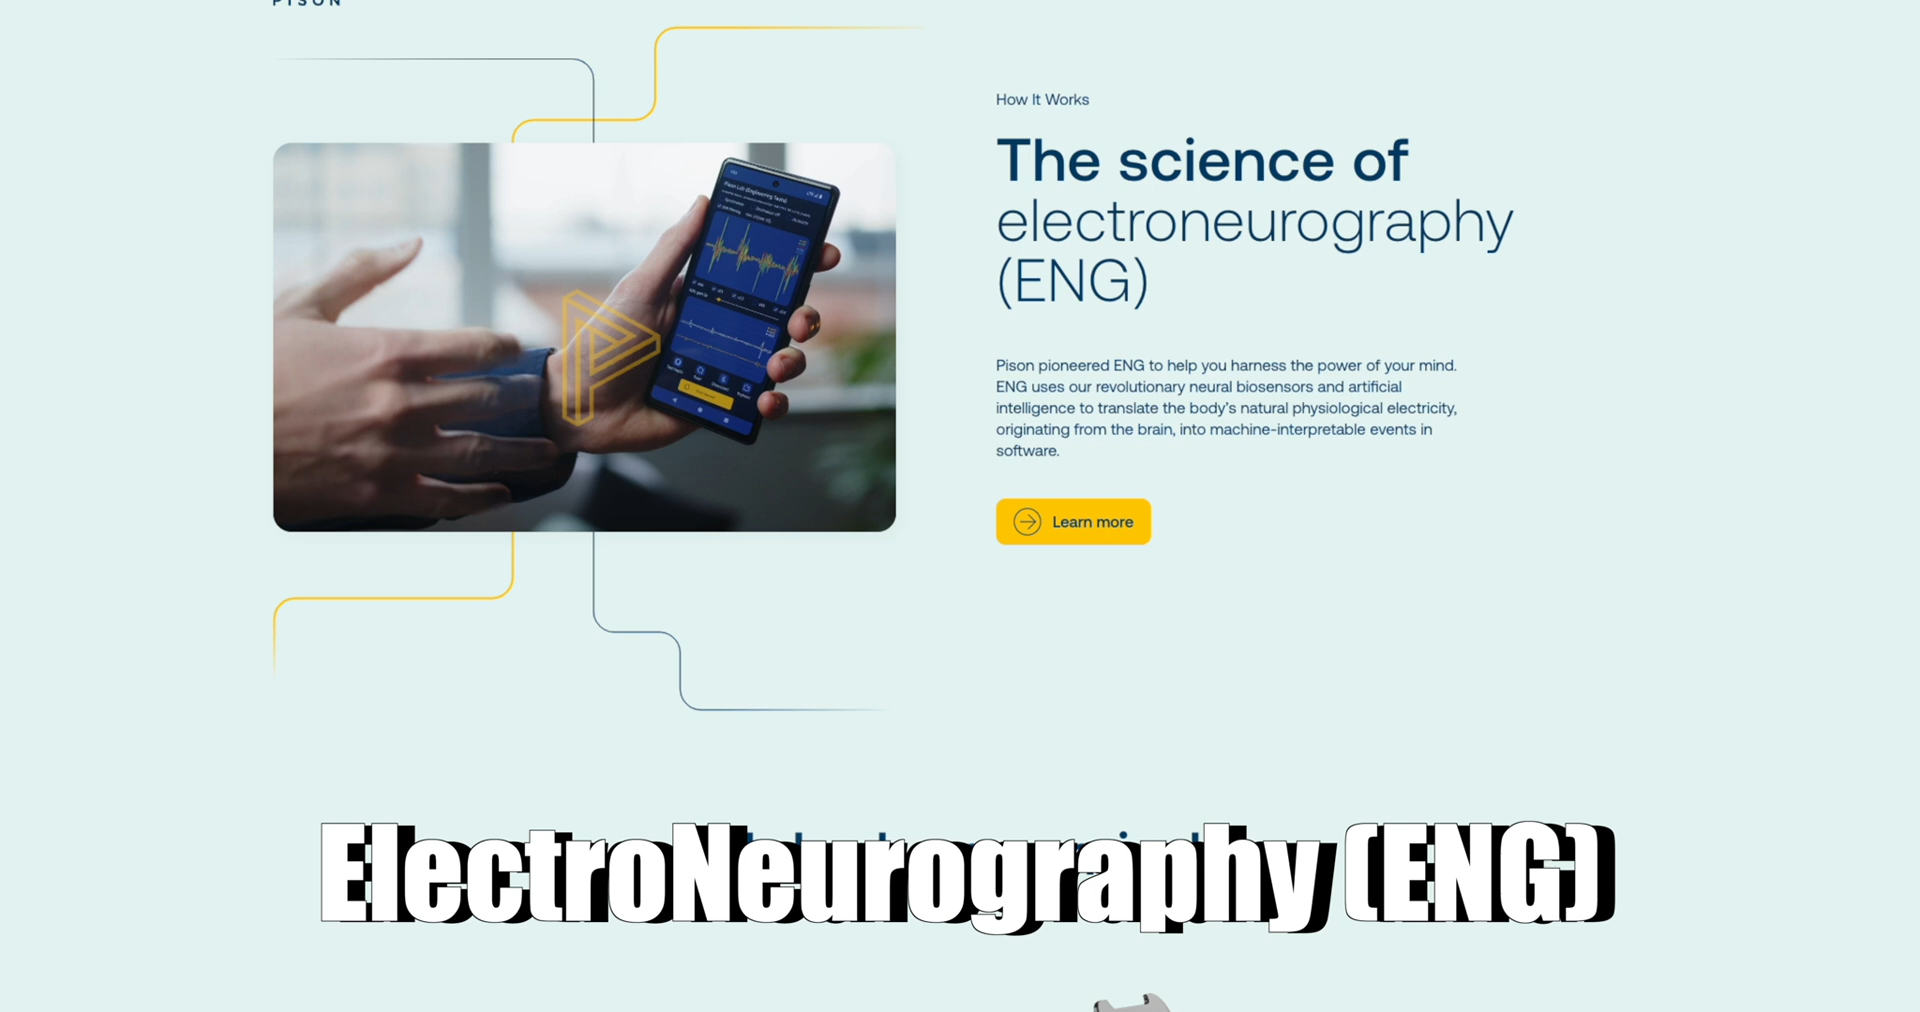 PISON
How It Works
The science of
electroneurography
(ENG)
Pison pioneered ENG to help you harness the power of your mind.
ENG uses our revolutionary neural biosensors and artificial
intelligence to translate the body's natural physiological electricity,
originating from the brain, into machine-interpretable events in
software.
Learn more
ElectroNeurography (ENG)